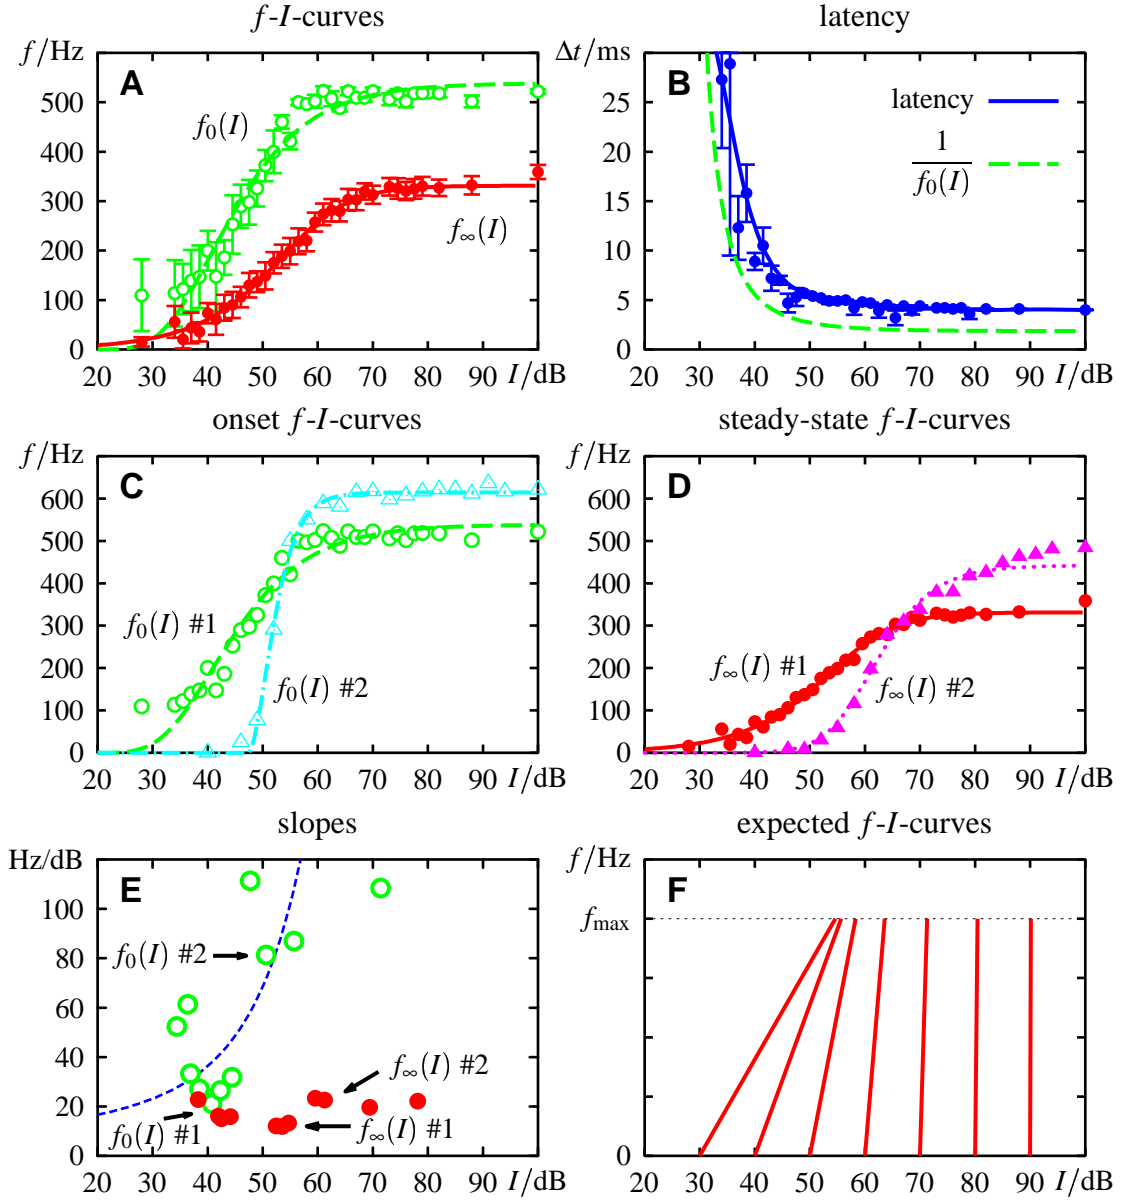 f-I-curves
f/Hz
A
500
400
300
200
100
0
f₀(I)
f∞(I)
20 30 40 50 60 70 80 90 I/dB
latency
Δt/ms
B
25
20
15
10
5
0
latency
1
f₀(I)
20 30 40 50 60 70 80 90 I/dB
onset f-I-curves
f/Hz
C
600
500
400
300
200
100
0
f₀(I) #1
f₀(I) #2
20 30 40 50 60 70 80 90 I/dB
steady-state f-I-curves
f/Hz
D
600
500
400
300
200
100
0
f∞(I) #1
f∞(I) #2
20 30 40 50 60 70 80 90 I/dB
slopes
Hz/dB
E
100
80
60
40
20
0
f₀(I) #2
f∞(I) #2
f₀(I) #1
f∞(I) #1
20 30 40 50 60 70 80 90 I/dB
expected f-I-curves
f/Hz
F
fmax
0
20 30 40 50 60 70 80 90 I/dB